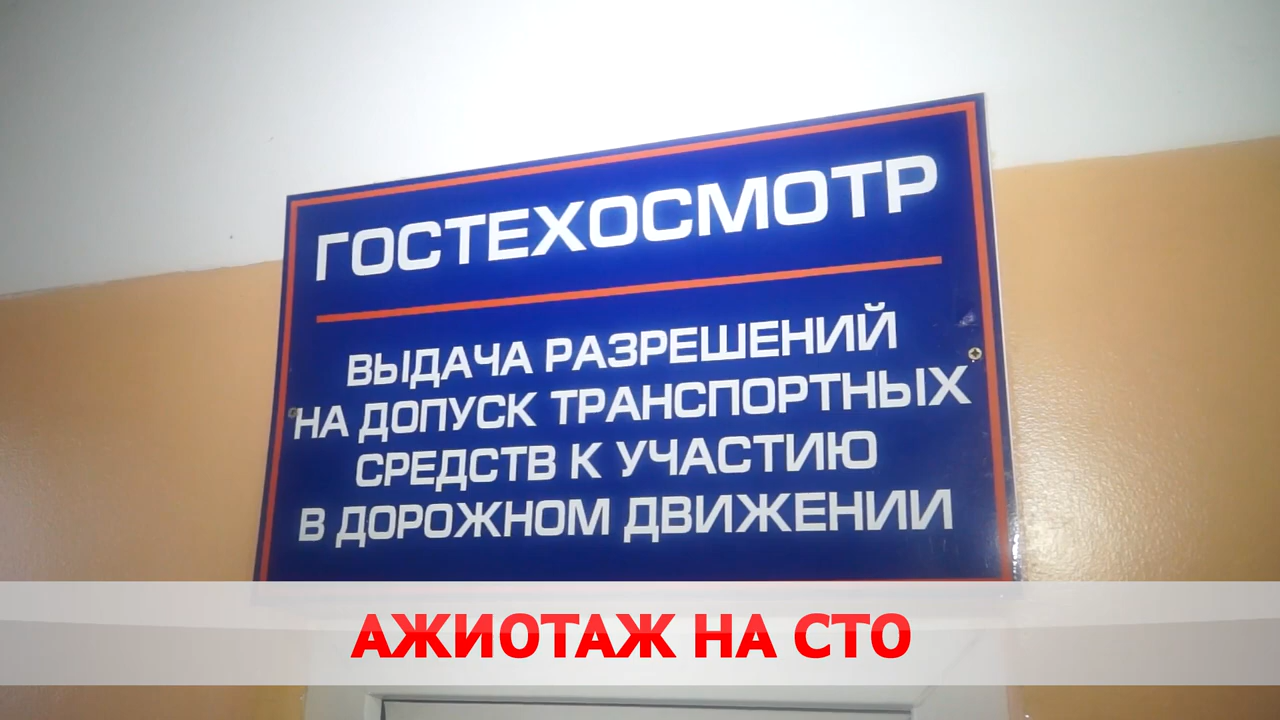 ГОСТЕХОСМОТР
ВЫДАЧА РАЗРЕШЕНИЙ
НА ДОПУСК ТРАНСПОРТНЫХ
СРЕДСТВ К УЧАСТИЮ
В ДОРОЖНОМ ДВИЖЕНИИ
АЖИОТАЖ НА СТО